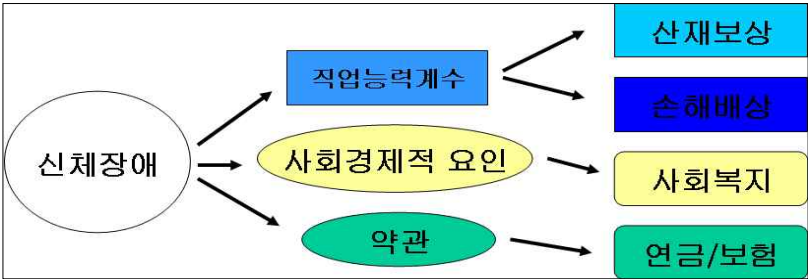 신체장애
직업능력계수
사회경제적 요인
약관
산재보상
손해배상
사회복지
연금/보험